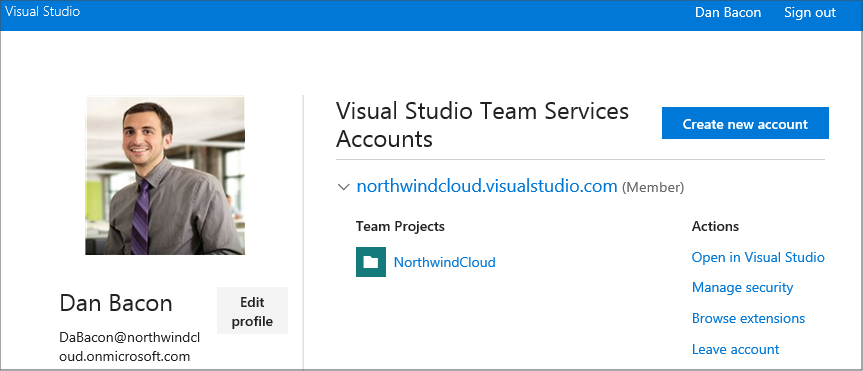 Visual Studio
Dan Bacon Sign out
Visual Studio Team Services
Accounts
Create new account
northwindcloud.visualstudio.com (Member)
Team Projects
NorthwindCloud
Actions
Open in Visual Studio
Manage security
Browse extensions
Leave account
Dan Bacon
Edit
profile
DaBacon@northwindcl
oud.onmicrosoft.com